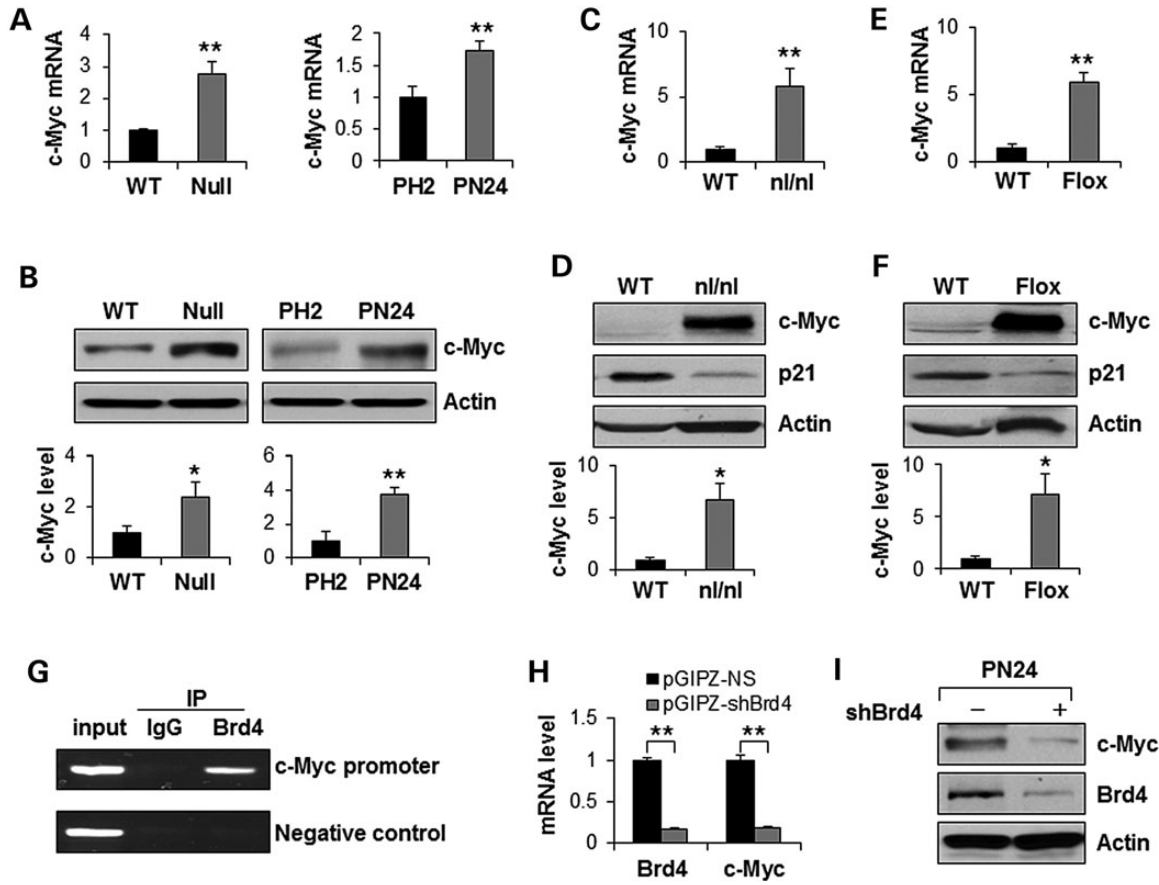 A
c-Myc mRNA
4
3
2
1
0
**
WT Null
c-Myc mRNA
2
1.5
1
0.5
0
**
PH2 PN24
C
c-Myc mRNA
10
5
0
**
WT nl/nl
E
c-Myc mRNA
10
5
0
**
WT Flox
B
WT Null PH2 PN24
c-Myc
Actin
c-Myc level
4
2
0
*
WT Null
6
4
2
0
**
PH2 PN24
D
WT nl/nl
c-Myc
p21
Actin
c-Myc level
10
5
0
*
WT nl/nl
F
WT Flox
c-Myc
p21
Actin
c-Myc level
10
5
0
*
WT Flox
G
IP
input IgG Brd4
c-Myc promoter
Negative control
H
pGIPZ-NS
pGIPZ-shBrd4
mRNA level
1.5
1
0.5
0
** **
Brd4 c-Myc
I
PN24
shBrd4 − +
c-Myc
Brd4
Actin